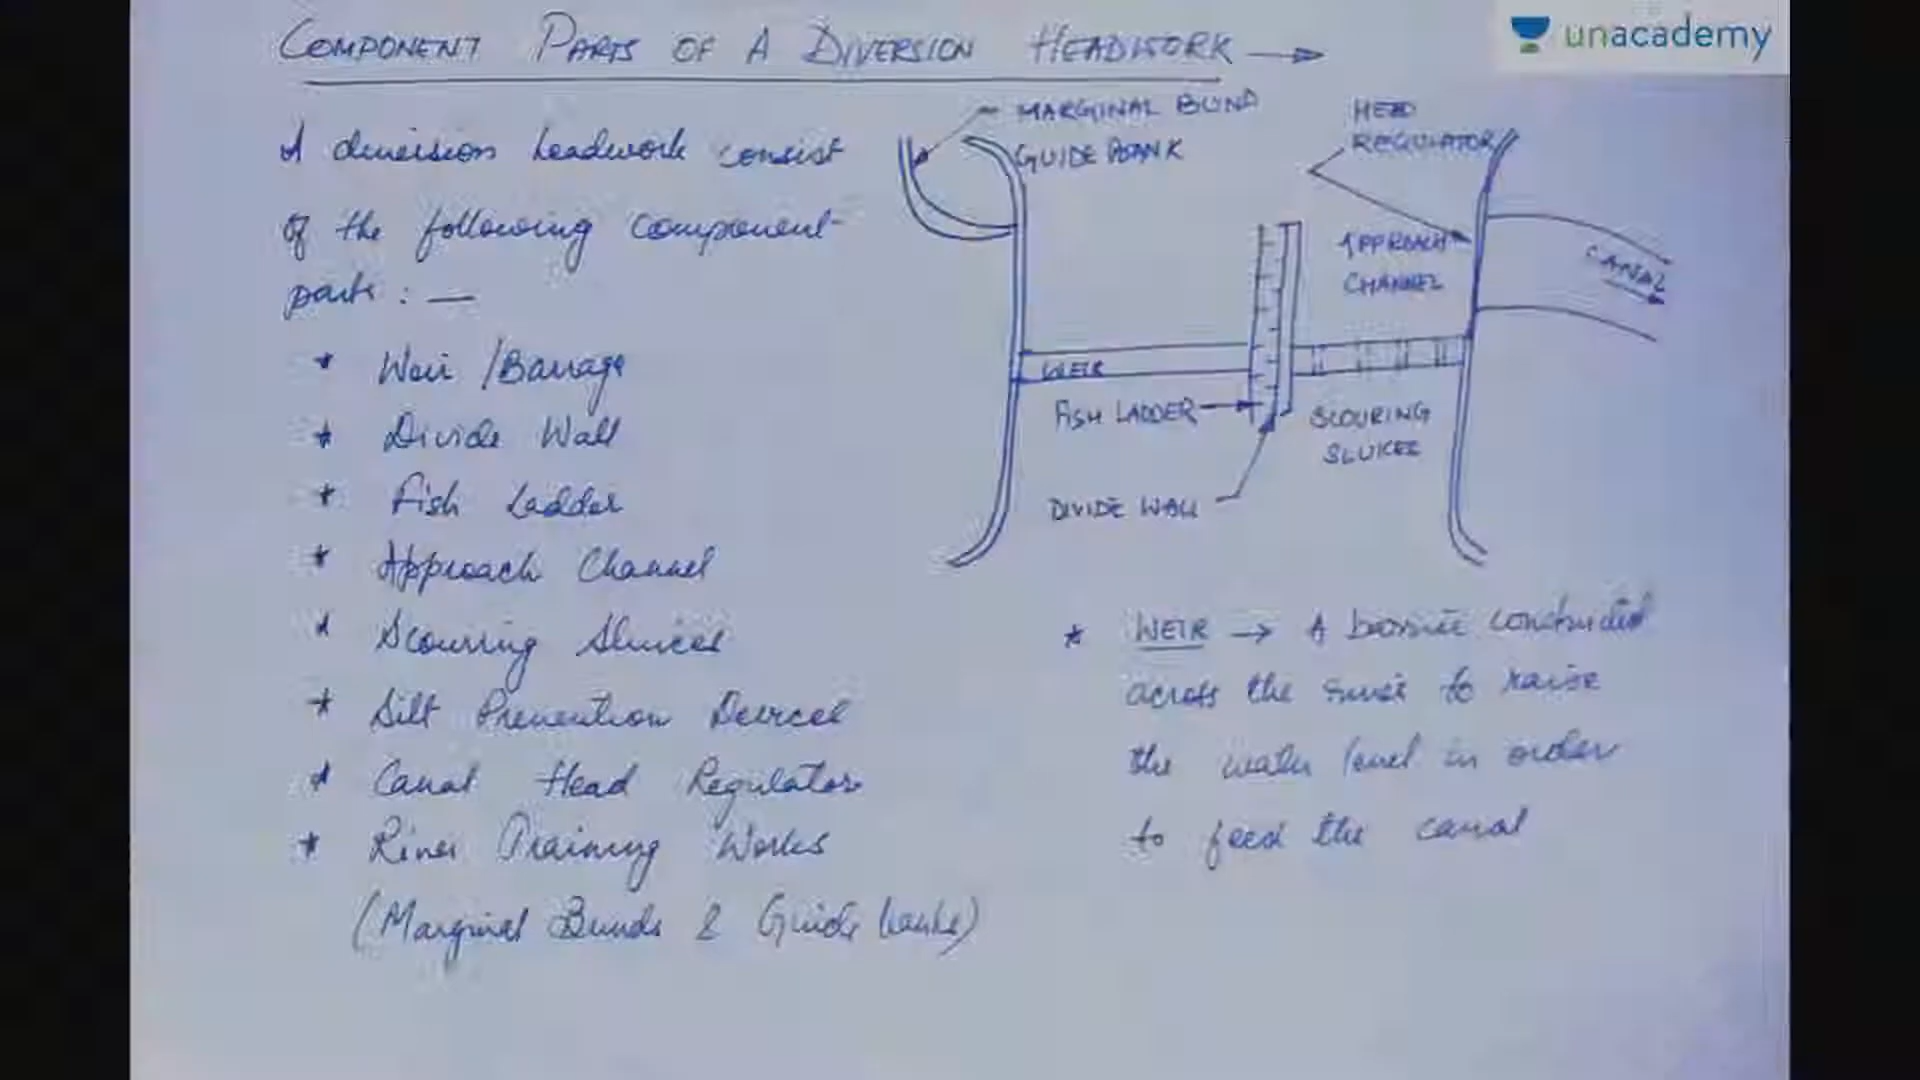 COMPONENT PARTS OF A DIVERSION HEADWORK →
unacademy
A diversion headwork consist
of the following component
parts : —
* Weir / Barrage
* Divide Wall
* Fish Ladder
* Approach Channel
* Scouring Sluices
* Silt Prevention Devices
* Canal Head Regulator
* River Training Works
(Marginal Bunds & Guide banks)
MARGINAL BUND
GUIDE BANK
HEAD
REGULATOR
APPROACH
CHANNEL
CANAL
WEIR
FISH LADDER
SCOURING
SLUICES
DIVIDE WALL
* WEIR → A barrier constructed
across the river to raise
the water level in order
to feed the canal